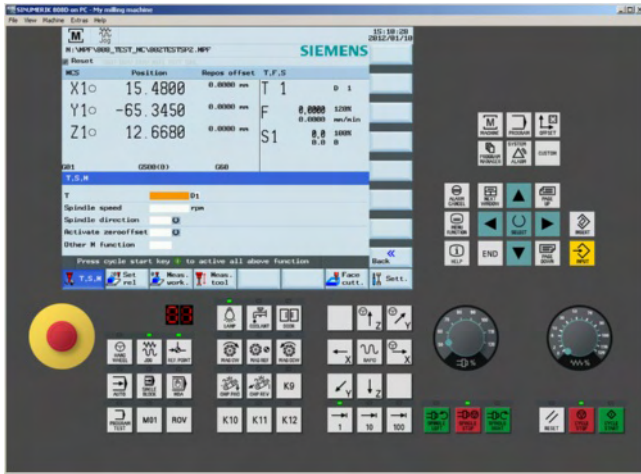 SINUMERIK 808D on PC - My milling machine
File View Machine Extras Help
M
JOG
15:10:28
2012/01/10
N:\MPF\808_TEST_MC\802TESTSP2.MPF
SIEMENS
Reset
MCS Position Repos offset T,F,S
X1 15.4800 0.0000 mm T 1 D 1
Y1 -65.3450 0.0000 mm F 0.0000 120%
0.0000 mm/min
Z1 12.6680 0.0000 mm S1 0.0 100%
0.0 0
G01 G500(0) G60
T,S,M
T D1
Spindle speed rpm
Spindle direction
Activate zerooffset
Other M function
Press cycle start key to active all above function
« Back
T,S,M Set rel Meas. work. Meas. tool Face cutt. Sett.
M MACHINE PROGRAM OFFSET
PROGRAM MANAGER SYSTEM ALARM CUSTOM
ALARM CANCEL NEXT WINDOW PAGE UP
MENU FUNCTION SELECT INSERT
HELP END PAGE DOWN INPUT
01
LAMP COOLANT DOOR Z Y
HAND WHEEL JOG REF. POINT
X RAPID X
AUTO SINGLE BLOCK MDA
K9 Y Z
PROGRAM TEST M01 ROV K10 K11 K12 1 10 100
%
%
SPINDLE LEFT SPINDLE STOP SPINDLE RIGHT RESET CYCLE STOP CYCLE START